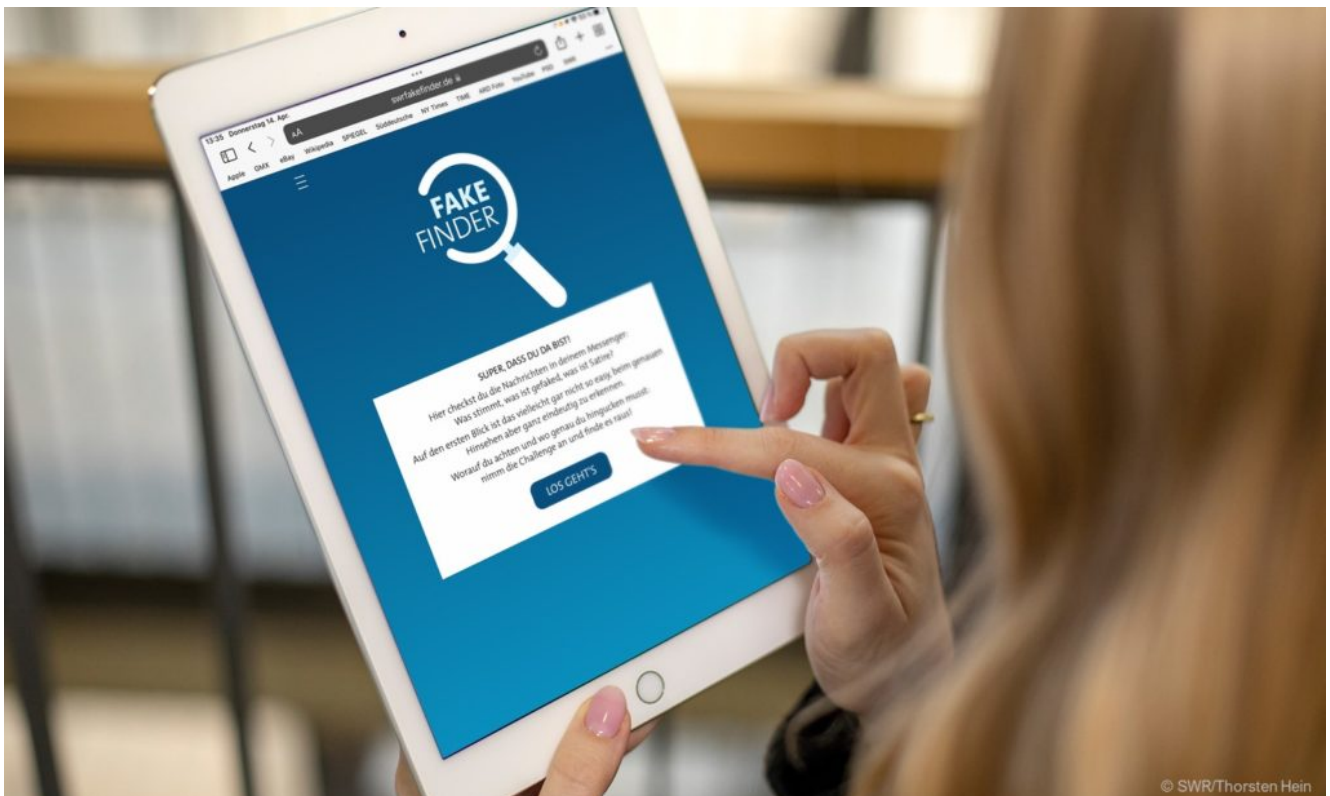 13:35 Donnerstag 14. Apr.
AA
swrfakefinder.de
Apple GMX eBay Wikipedia SPIEGEL Süddeutsche NY Times TIME ARD Foto YouTube PSD SWR
FAKE
FINDER
SUPER, DASS DU DA BIST!
Hier checkst du die Nachrichten in deinem Messenger:
Was stimmt, was ist gefaked, was ist Satire?
Auf den ersten Blick ist das vielleicht gar nicht so easy, beim genauen
Hinsehen aber ganz eindeutig zu erkennen.
Worauf du achten und wo genau du hingucken musst:
nimm die Challenge an und finde es raus!
LOS GEHT'S
© SWR/Thorsten Hein